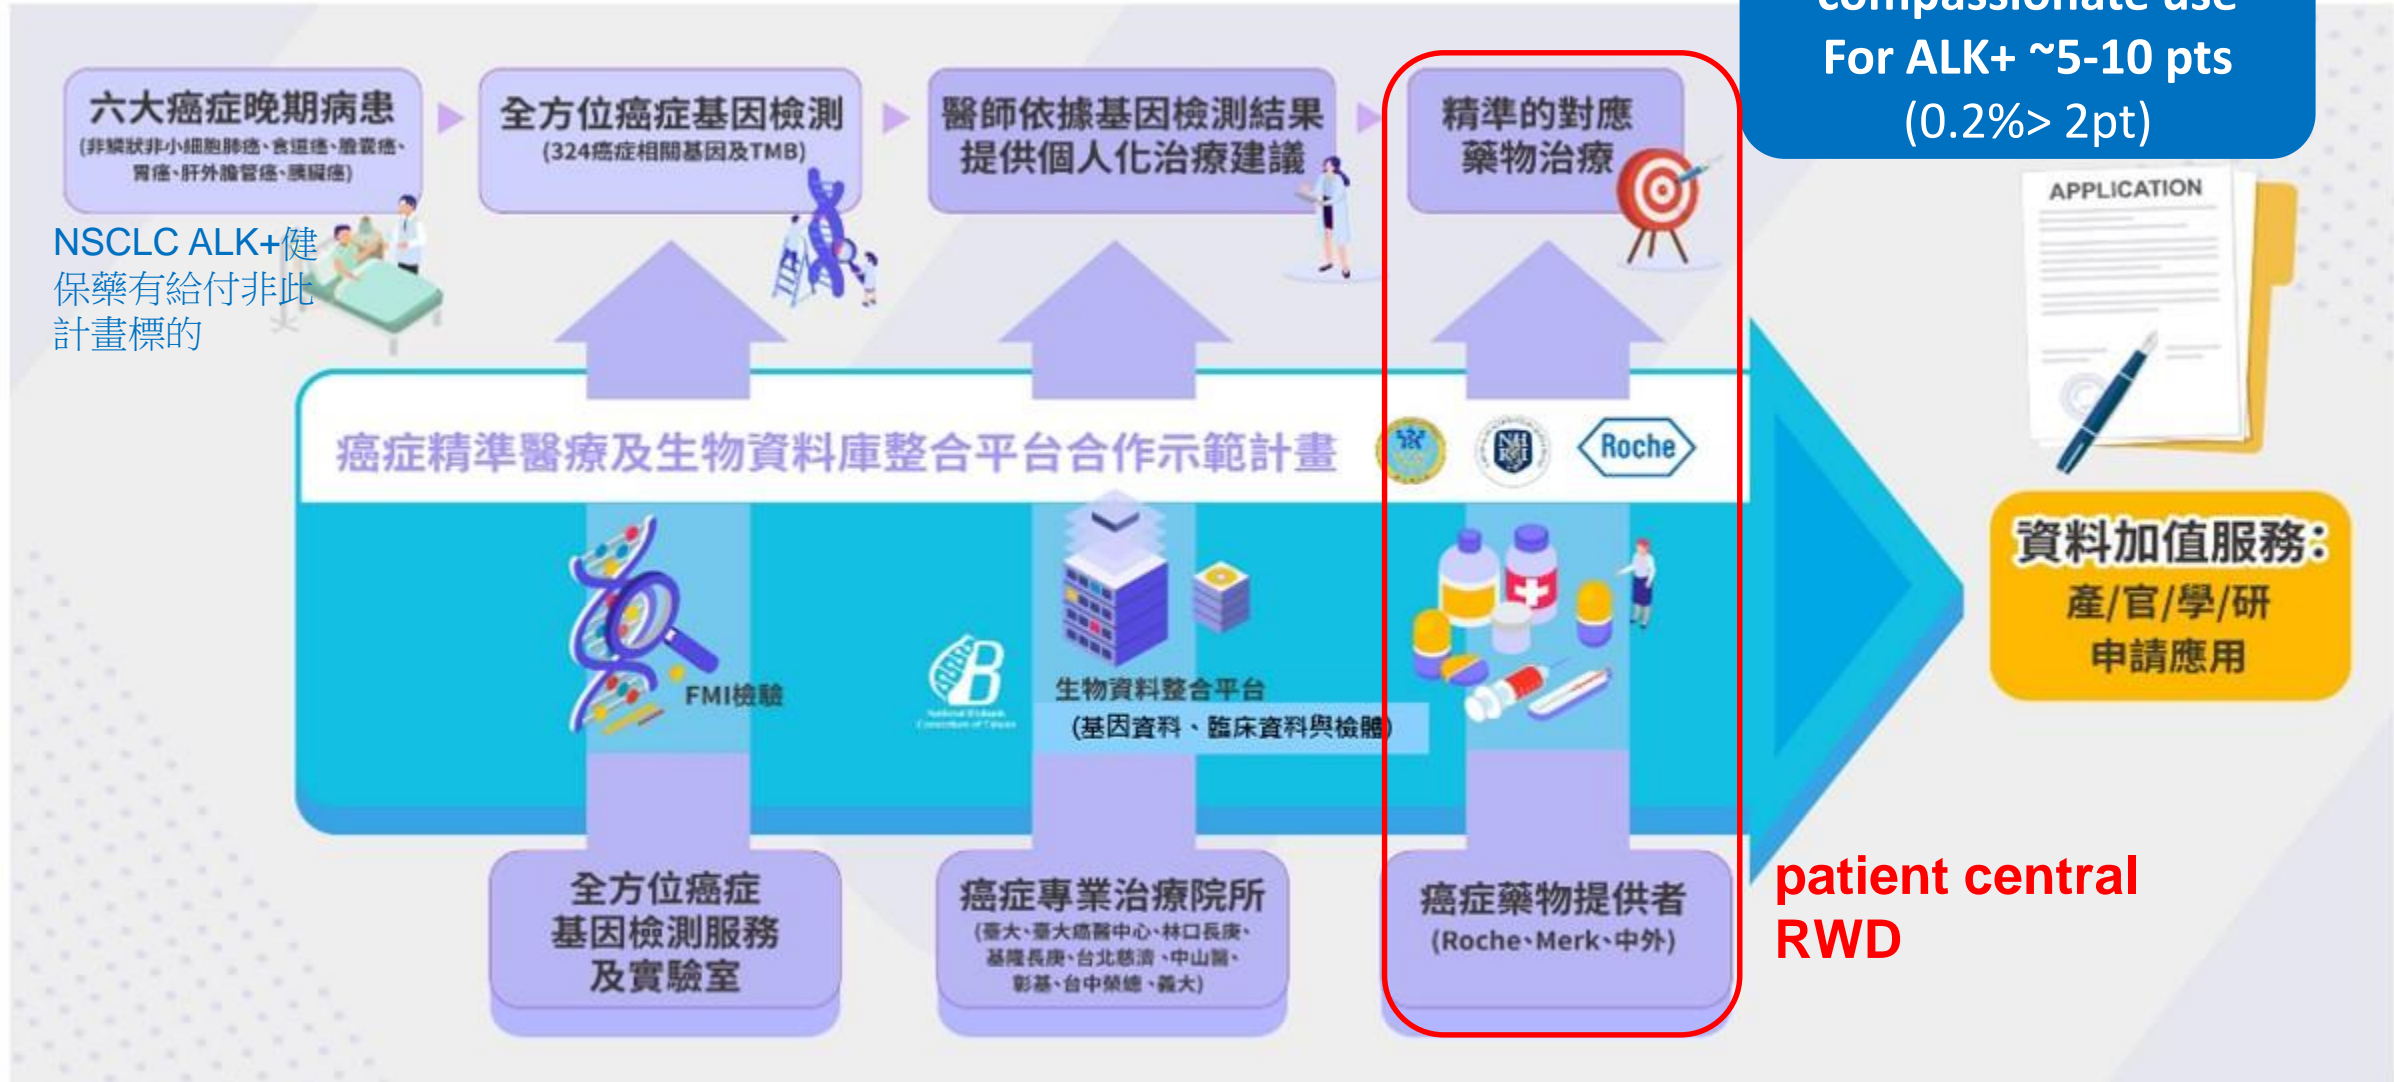 compassionate use
For ALK+ ~5-10 pts
(0.2%> 2pt)
六大癌症晚期病患
(非鱗狀非小細胞肺癌、食道癌、膽囊癌、
胃癌、肝外膽管癌、胰臟癌)
全方位癌症基因檢測
(324癌症相關基因及TMB)
醫師依據基因檢測結果
提供個人化治療建議
精準的對應
藥物治療
NSCLC ALK+健
保藥有給付非此
計畫標的
APPLICATION
癌症精準醫療及生物資料庫整合平台合作示範計畫
NHRI
Roche
FMI檢驗
B
National Biobank
Consortium of Taiwan
生物資料整合平台
(基因資料、臨床資料與檢體)
資料加值服務:
產/官/學/研
申請應用
全方位癌症
基因檢測服務
及實驗室
癌症專業治療院所
(臺大、臺大癌醫中心、林口長庚、
基隆長庚、台北慈濟、中山醫、
彰基、台中榮總、義大)
癌症藥物提供者
(Roche、Merk、中外)
patient central
RWD